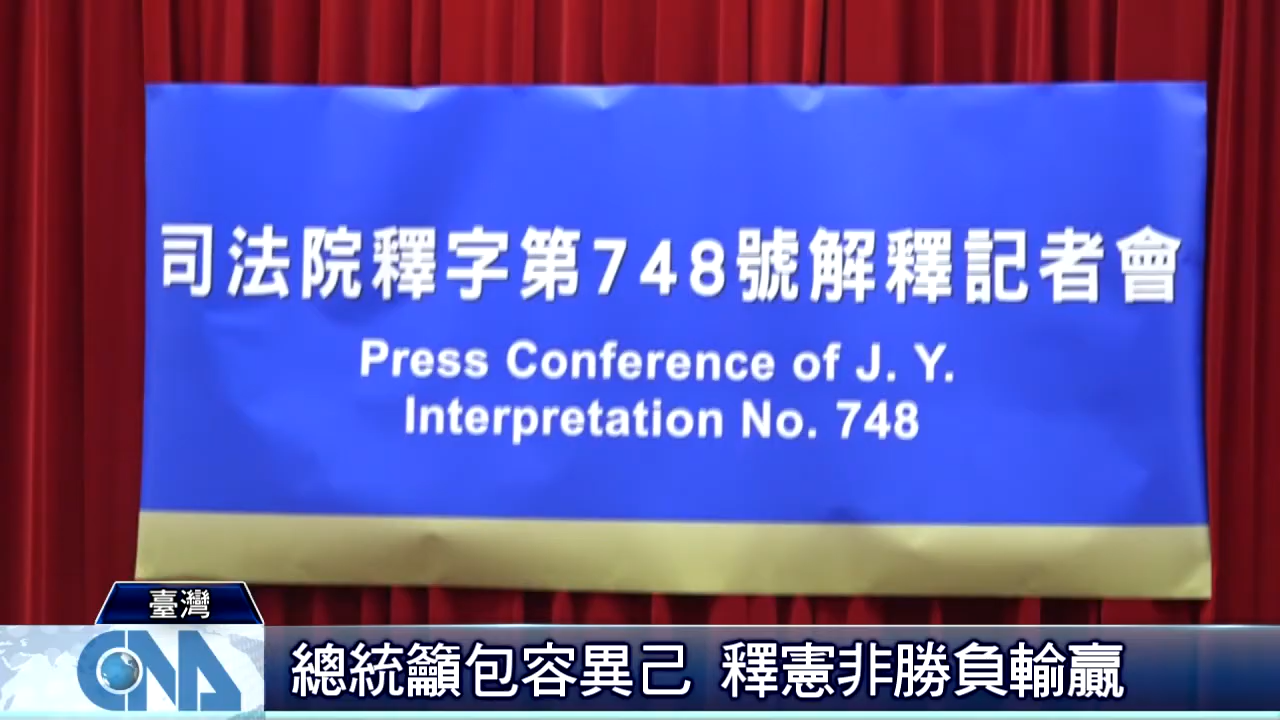 司法院釋字第748號解釋記者會
Press Conference of J. Y.
Interpretation No. 748
臺灣
CNA
總統籲包容異己 釋憲非勝負輸贏